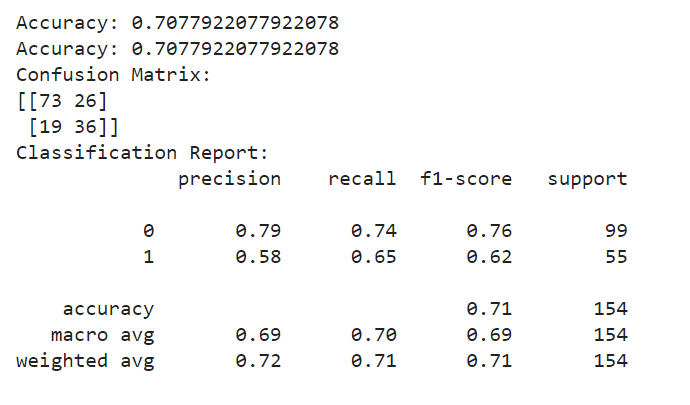 Accuracy: 0.7077922077922078
Accuracy: 0.7077922077922078
Confusion Matrix:
[[73 26]
 [19 36]]
Classification Report:
              precision    recall  f1-score   support

           0       0.79      0.74      0.76        99
           1       0.58      0.65      0.62        55

    accuracy                           0.71       154
   macro avg       0.69      0.70      0.69       154
weighted avg       0.72      0.71      0.71       154